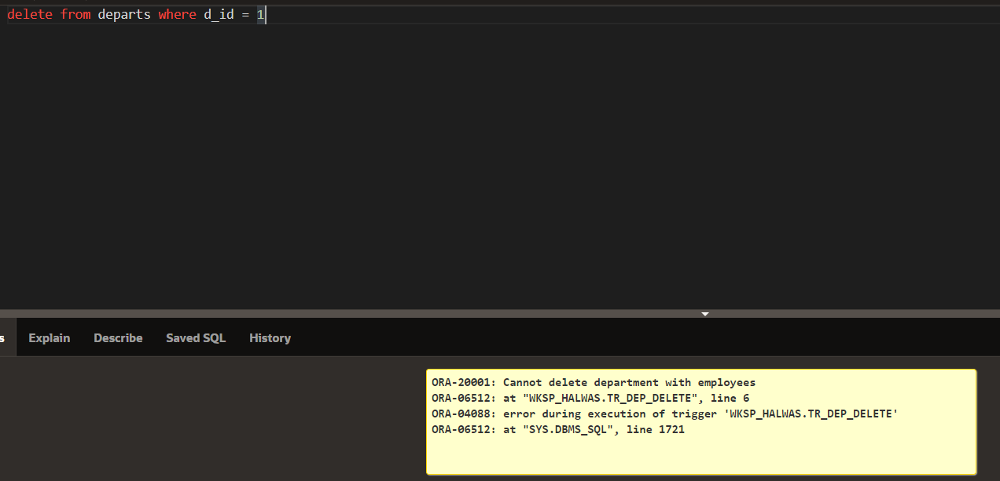 delete from departs where d_id = 1
s
Explain
Describe
Saved SQL
History
ORA-20001: Cannot delete department with employees
ORA-06512: at "WKSP_HALWAS.TR_DEP_DELETE", line 6
ORA-04088: error during execution of trigger 'WKSP_HALWAS.TR_DEP_DELETE'
ORA-06512: at "SYS.DBMS_SQL", line 1721